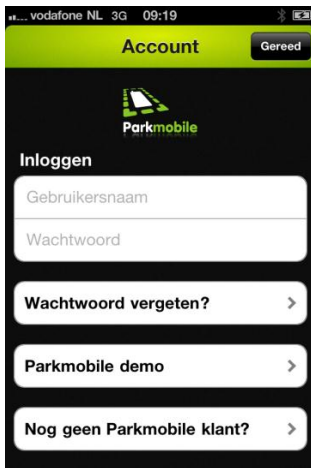 ... vodafone NL 3G 09:19
Account
Gereed
Parkmobile
Inloggen
Gebruikersnaam
Wachtwoord
Wachtwoord vergeten?
Parkmobile demo
Nog geen Parkmobile klant?